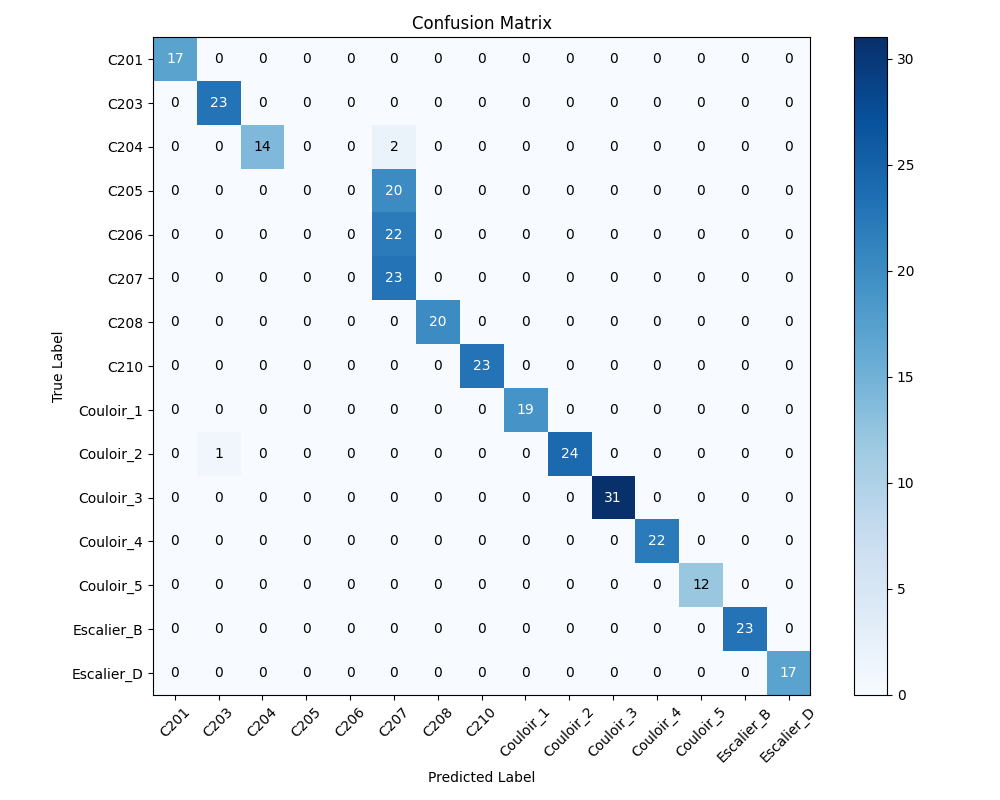 Confusion Matrix
True Label
C201 17 0 0 0 0 0 0 0 0 0 0 0 0 0 0
C203 0 23 0 0 0 0 0 0 0 0 0 0 0 0 0
C204 0 0 14 0 0 2 0 0 0 0 0 0 0 0 0
C205 0 0 0 0 0 20 0 0 0 0 0 0 0 0 0
C206 0 0 0 0 0 22 0 0 0 0 0 0 0 0 0
C207 0 0 0 0 0 23 0 0 0 0 0 0 0 0 0
C208 0 0 0 0 0 0 20 0 0 0 0 0 0 0 0
C210 0 0 0 0 0 0 0 23 0 0 0 0 0 0 0
Couloir_1 0 0 0 0 0 0 0 0 19 0 0 0 0 0 0
Couloir_2 0 1 0 0 0 0 0 0 0 24 0 0 0 0 0
Couloir_3 0 0 0 0 0 0 0 0 0 0 31 0 0 0 0
Couloir_4 0 0 0 0 0 0 0 0 0 0 0 22 0 0 0
Couloir_5 0 0 0 0 0 0 0 0 0 0 0 0 12 0 0
Escalier_B 0 0 0 0 0 0 0 0 0 0 0 0 0 23 0
Escalier_D 0 0 0 0 0 0 0 0 0 0 0 0 0 0 17
C201 C203 C204 C205 C206 C207 C208 C210 Couloir_1 Couloir_2 Couloir_3 Couloir_4 Couloir_5 Escalier_B Escalier_D
Predicted Label
30
25
20
15
10
5
0